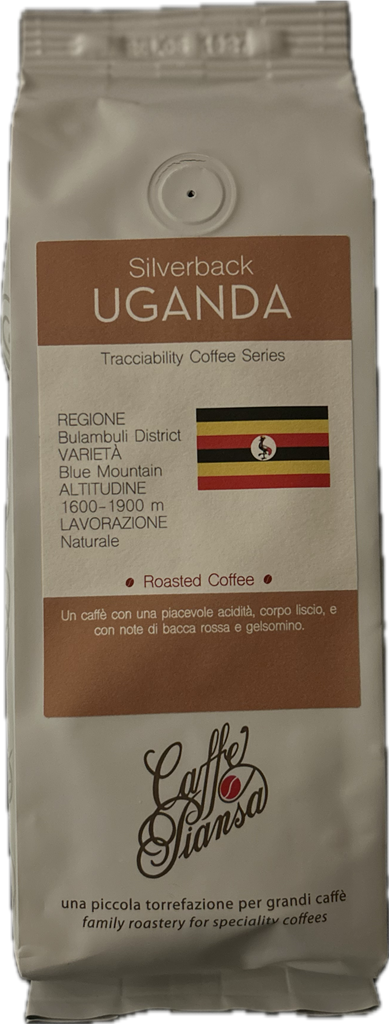 Silverback
UGANDA
Tracciability Coffee Series
REGIONE
Bulambuli District
VARIETÀ
Blue Mountain
ALTITUDINE
1600-1900 m
LAVORAZIONE
Naturale
Roasted Coffee
Un caffè con una piacevole acidità, corpo liscio, e
con note di bacca rossa e gelsomino.
Caffe
Piansa
una piccola torrefazione per grandi caffè
family roastery for speciality coffees